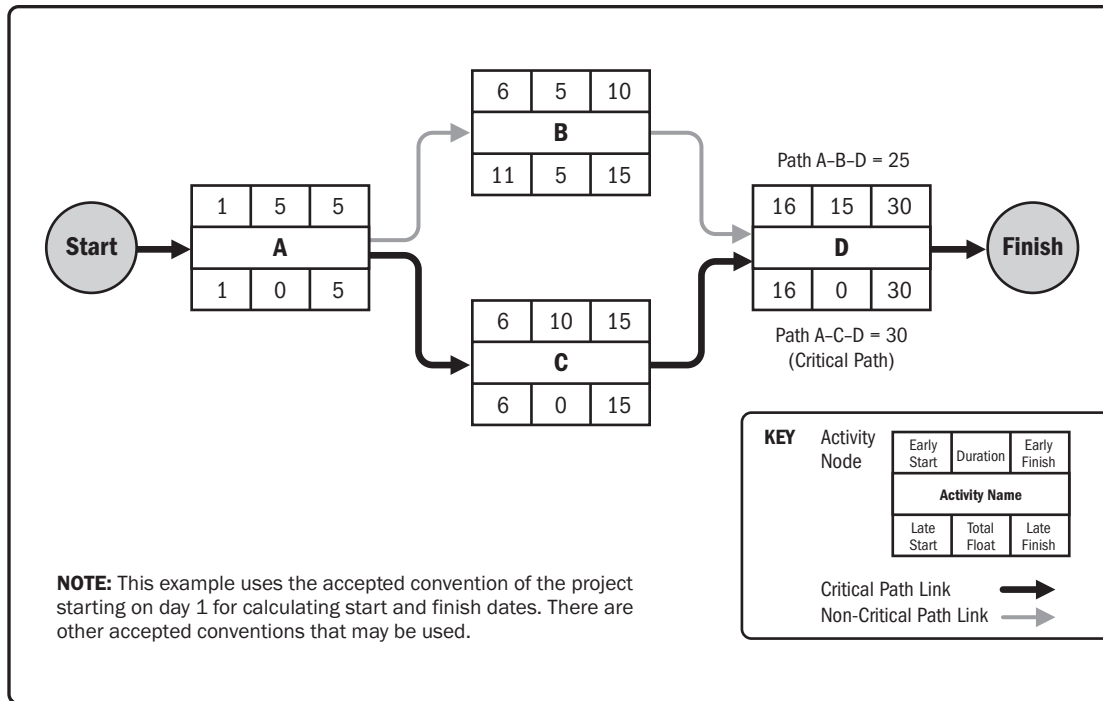 Start
1 5 5
A
1 0 5
6 5 10
B
11 5 15
6 10 15
C
6 0 15
Path A–B–D = 25
16 15 30
D
16 0 30
Path A–C–D = 30
(Critical Path)
Finish
KEY
Activity
Node
Early
Start
Duration
Early
Finish
Activity Name
Late
Start
Total
Float
Late
Finish
Critical Path Link
Non-Critical Path Link
NOTE: This example uses the accepted convention of the project
starting on day 1 for calculating start and finish dates. There are
other accepted conventions that may be used.